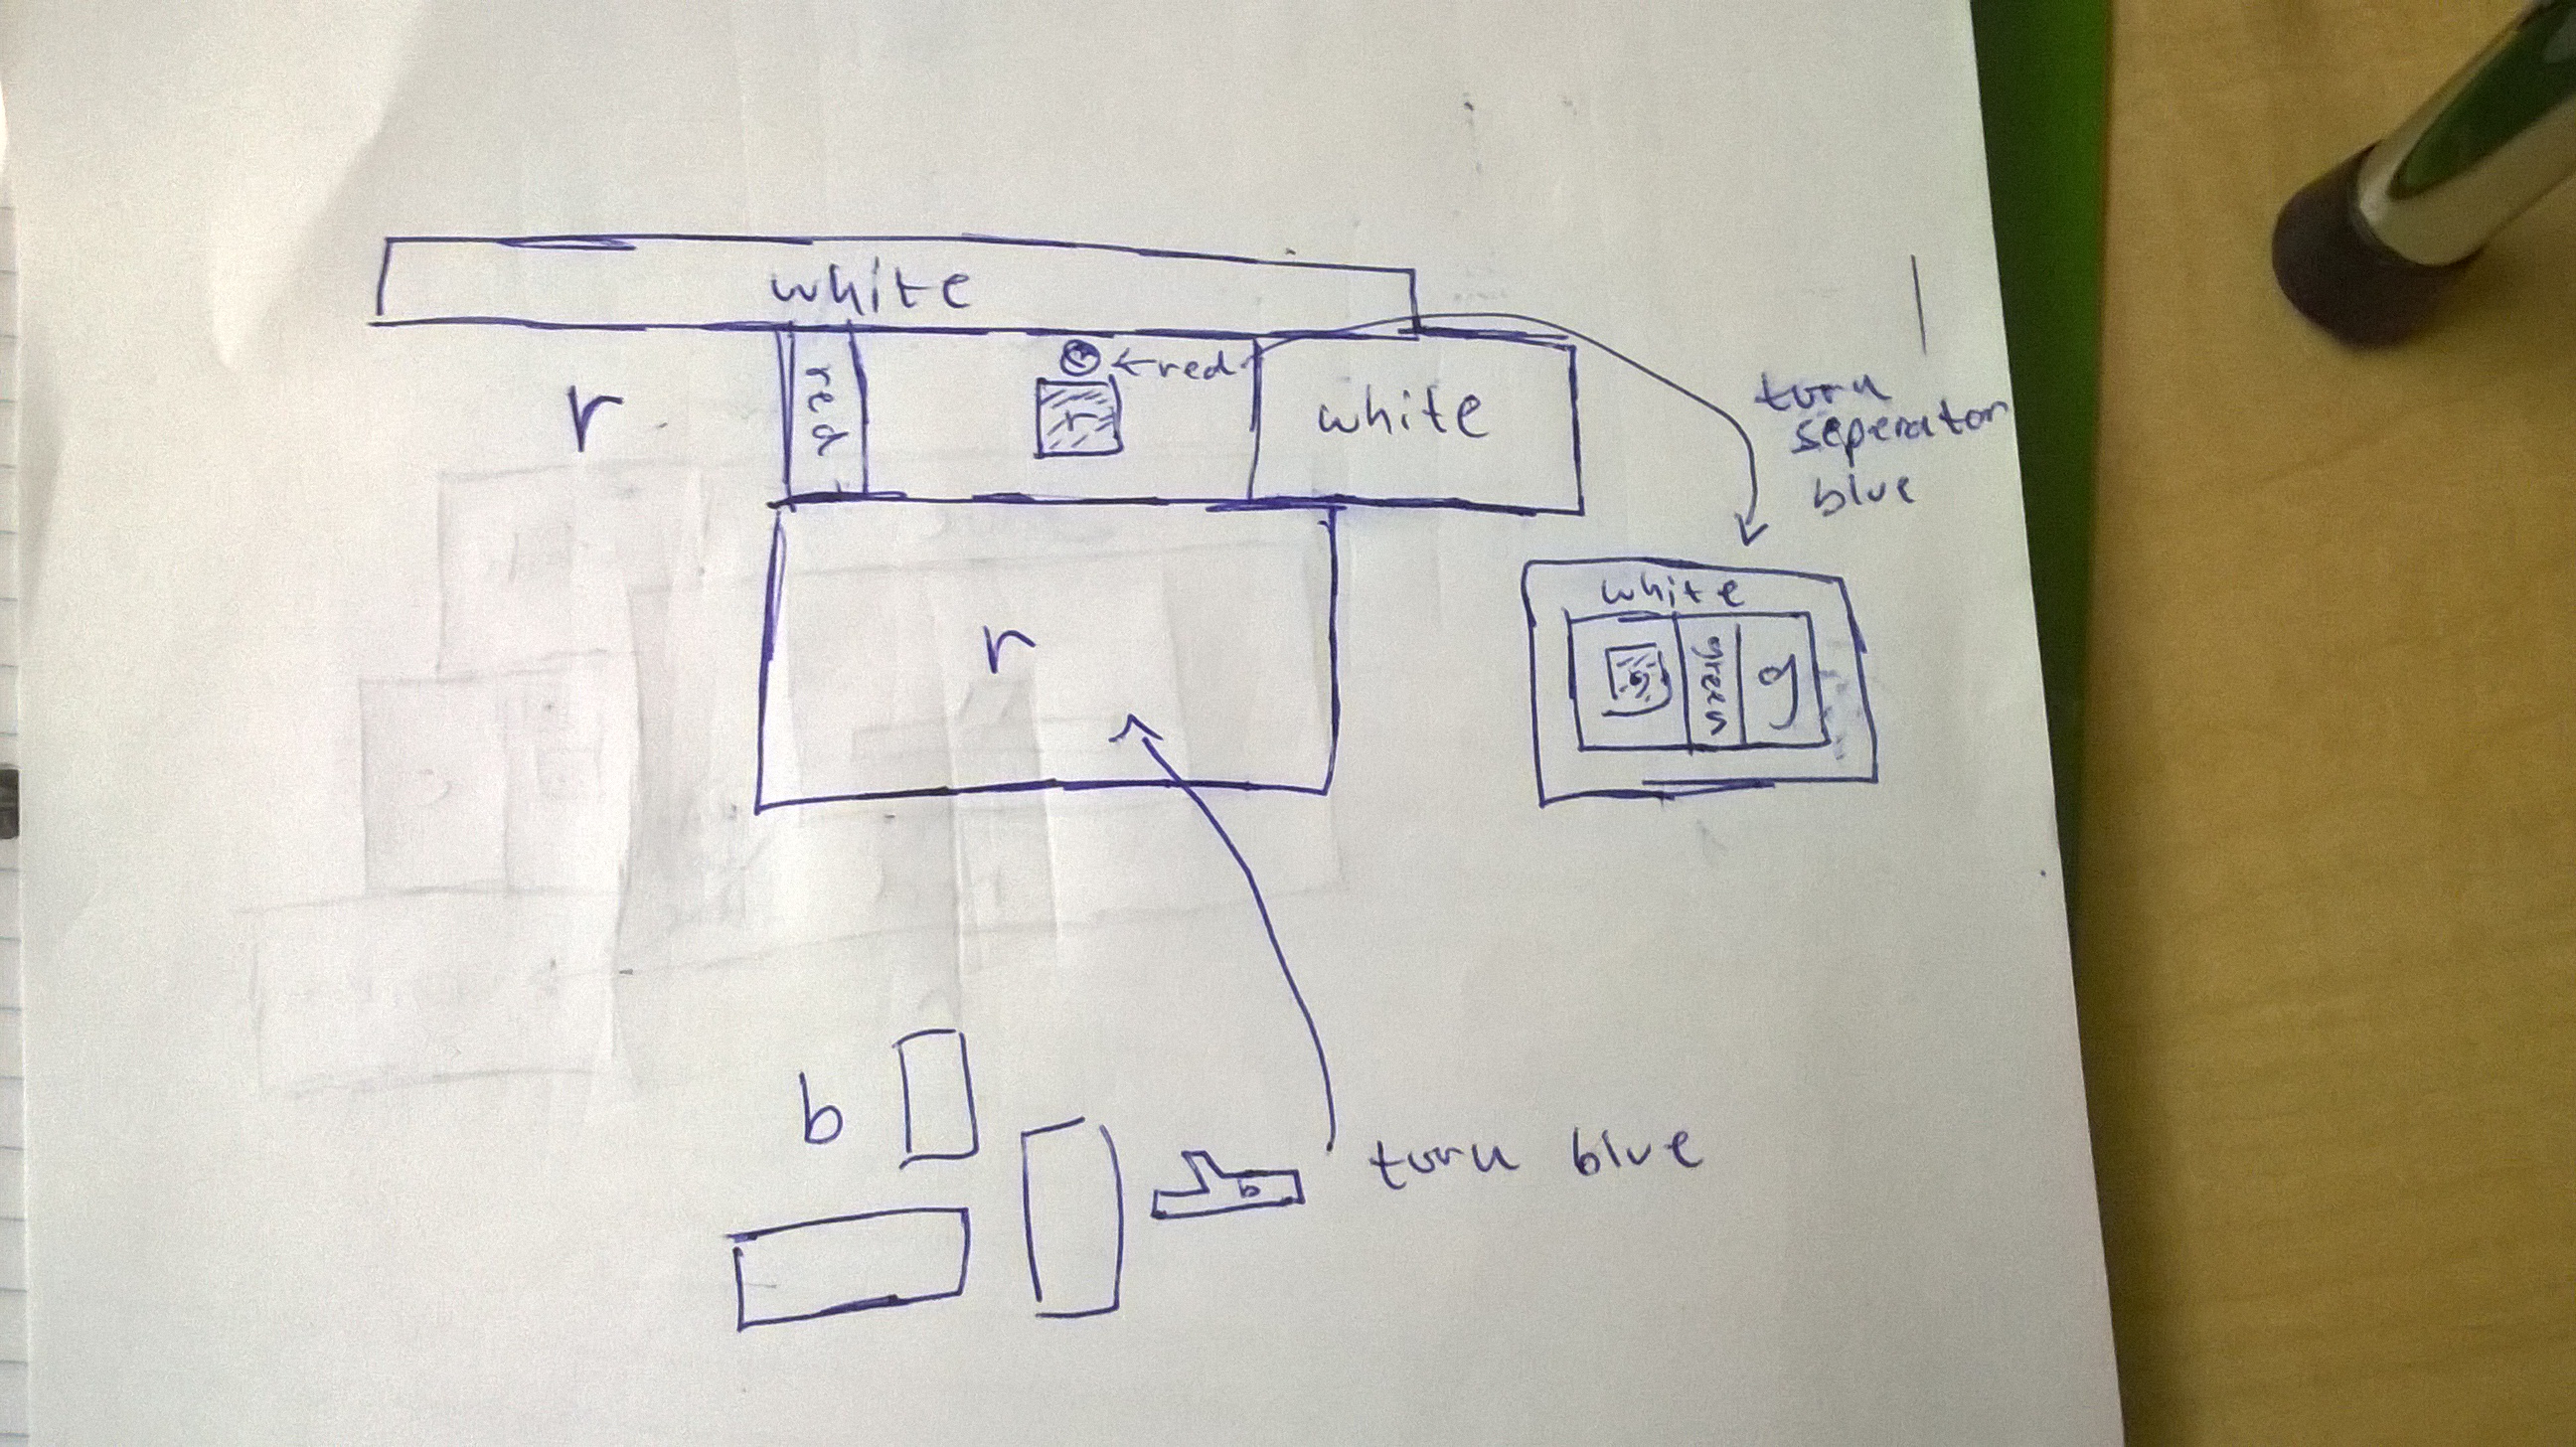 white
r
red
←red
r
white
turn
seperator
blue
white
g
green
g
r
b
b
turn blue